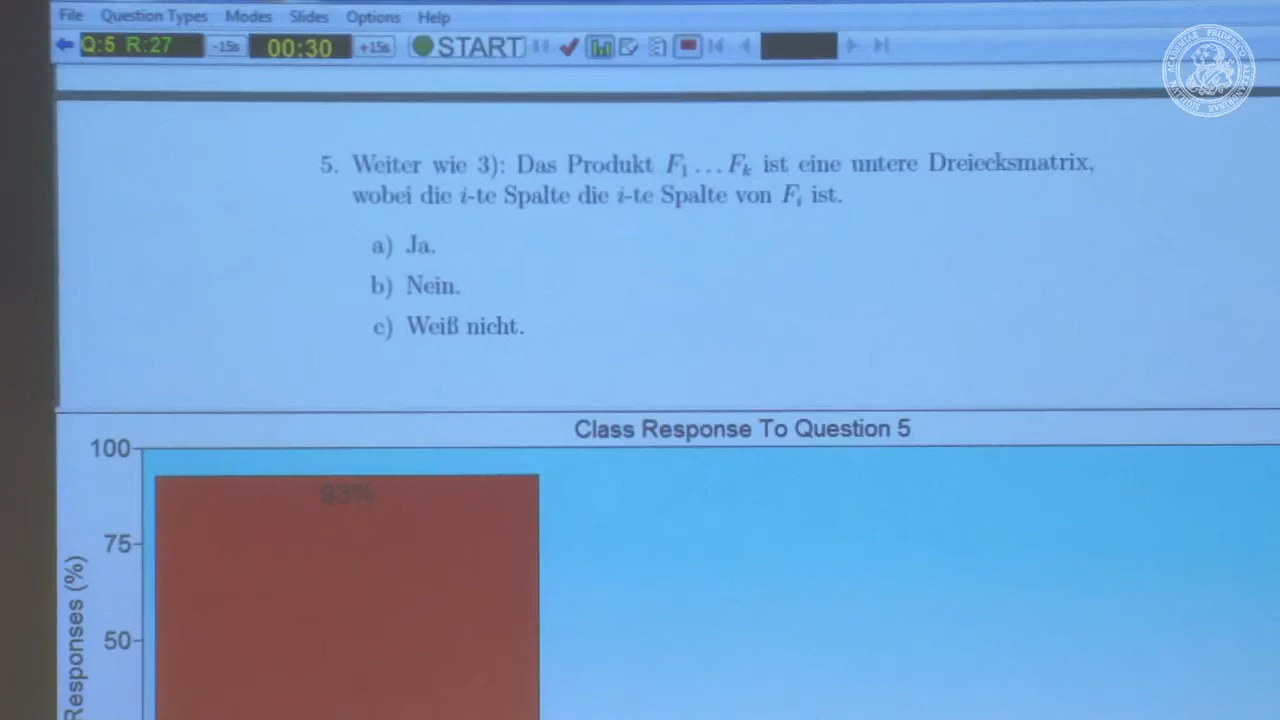 File Question Types Modes Slides Options Help
Q:5 R:27 -15s 00:30 +15s START
5. Weiter wie 3): Das Produkt F₁ … Fₖ ist eine untere Dreiecksmatrix,
wobei die i-te Spalte die i-te Spalte von Fᵢ ist.
a) Ja.
b) Nein.
c) Weiß nicht.
Class Response To Question 5
100
93%
75
50
Responses (%)